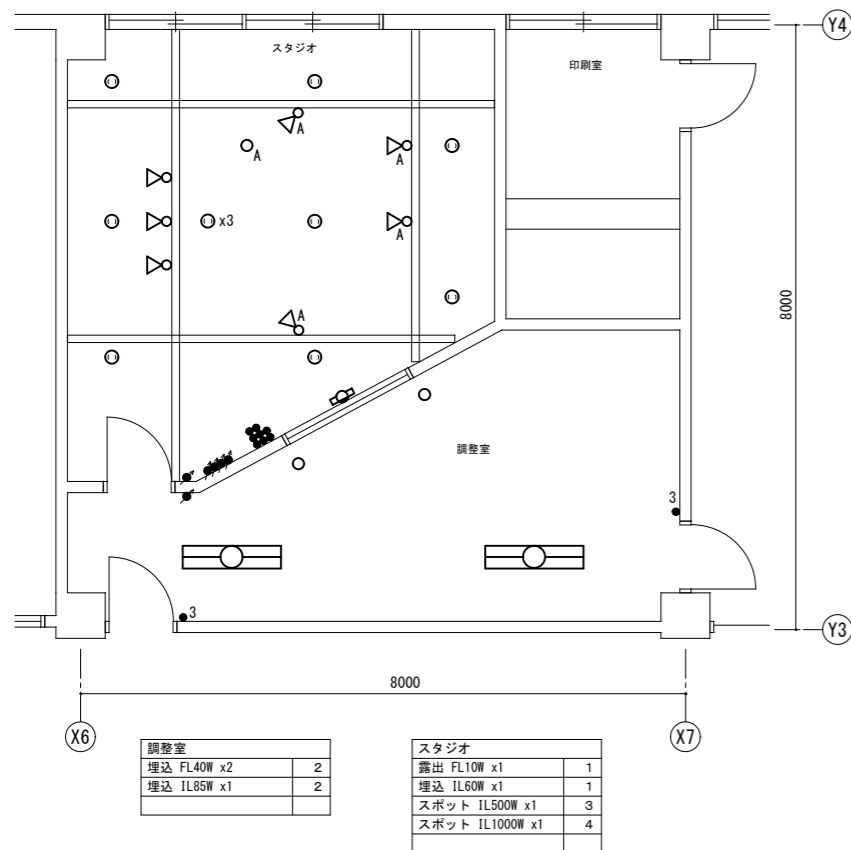 Y4
スタジオ
印刷室
A
A
A
x3
A
A
8000
調整室
3
3
Y3
8000
X6
X7
調整室
埋込 FL40W x2 2
埋込 IL85W x1 2
スタジオ
露出 FL10W x1 1
埋込 IL60W x1 1
スポット IL500W x1 3
スポット IL1000W x1 4